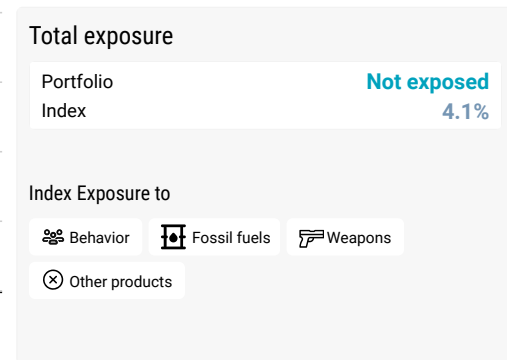 Total exposure
Portfolio Not exposed
Index 4.1%
Index Exposure to
Behavior Fossil fuels Weapons
Other products